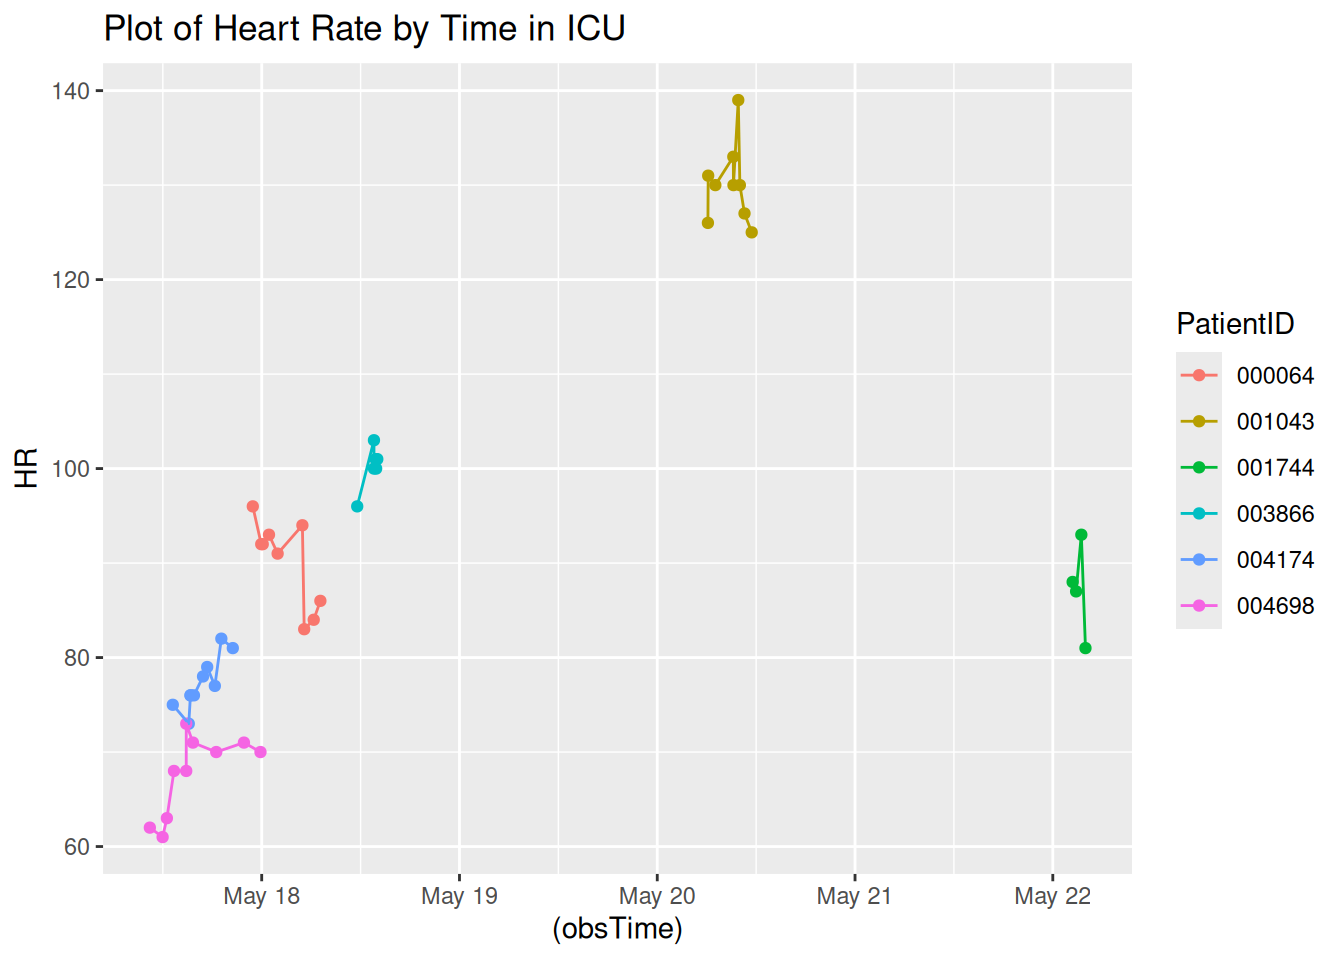 Plot of Heart Rate by Time in ICU
140
120
100
80
60
HR
May 18
May 19
May 20
May 21
May 22
(obsTime)
PatientID
000064
001043
001744
003866
004174
004698